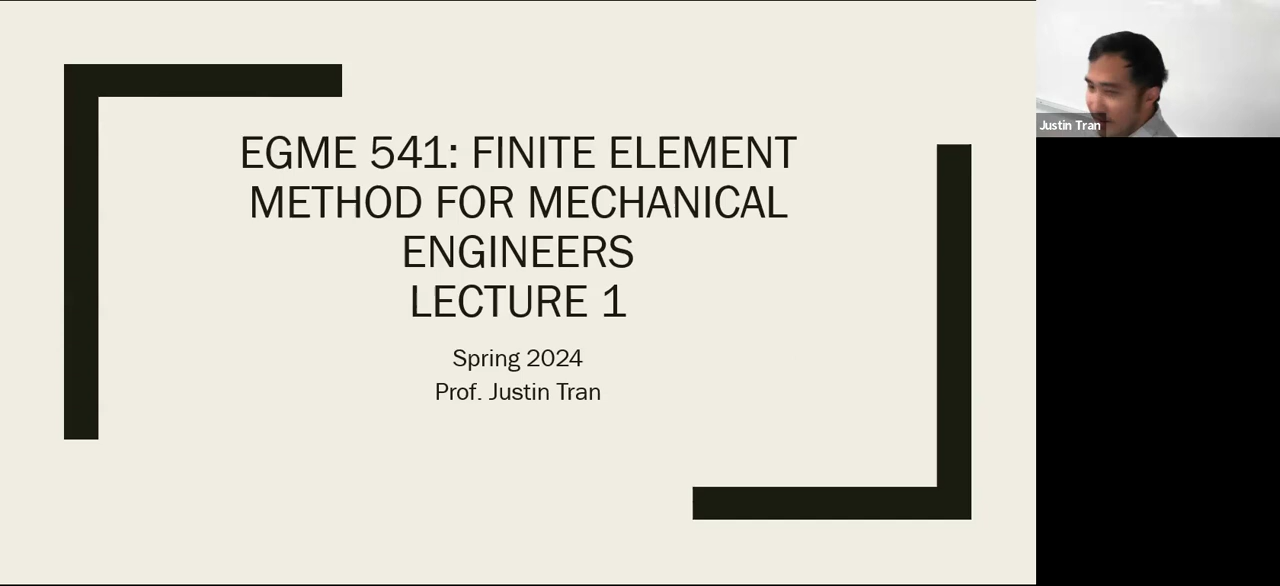 EGME 541: FINITE ELEMENT
METHOD FOR MECHANICAL
ENGINEERS
LECTURE 1
Spring 2024
Prof. Justin Tran
Justin Tran